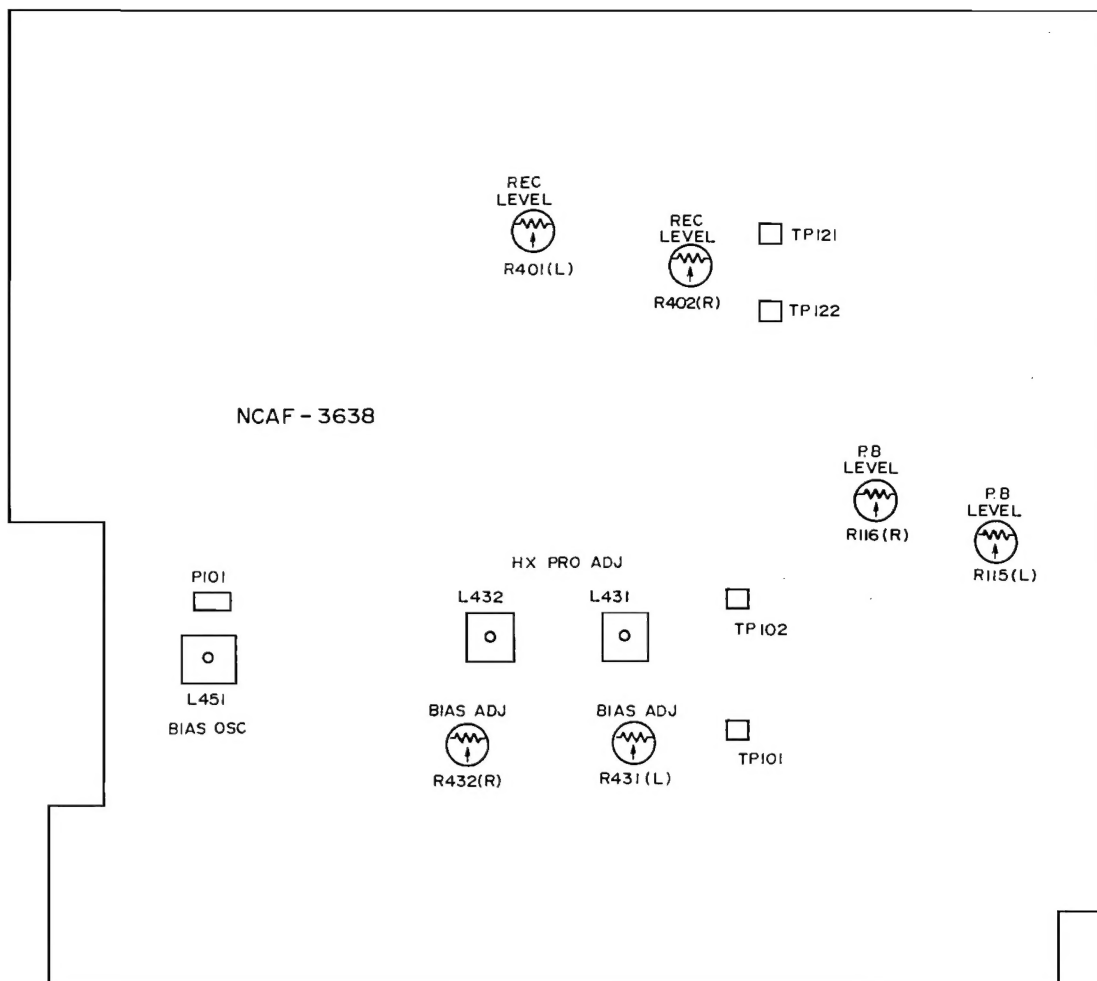 REC
LEVEL
R401(L)
REC
LEVEL
R402(R)
TP121
TP122
NCAF-3638
P.B
LEVEL
R116(R)
P.B
LEVEL
R115(L)
HX PRO ADJ
P101
L451
BIAS OSC
L432
L431
TP102
BIAS ADJ
R432(R)
BIAS ADJ
R431(L)
TP101